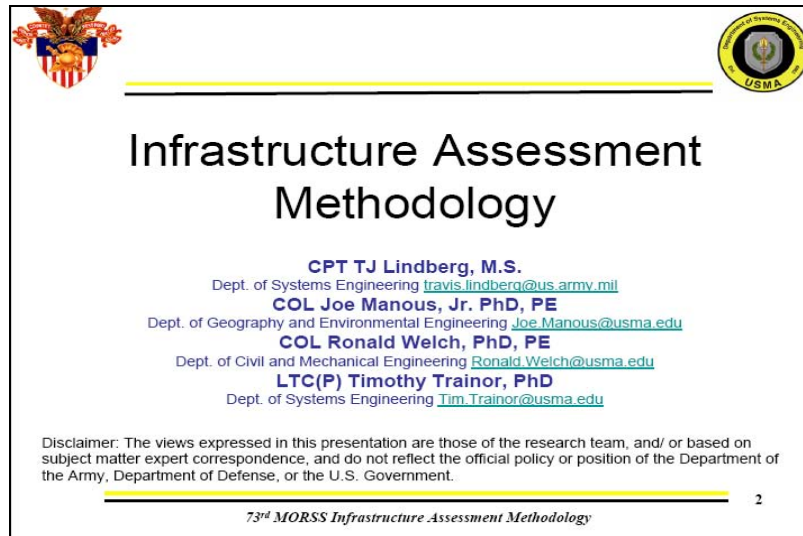 Department of Systems Engineering
USMA
Infrastructure Assessment
Methodology
CPT TJ Lindberg, M.S.
Dept. of Systems Engineering travis.lindberg@us.army.mil
COL Joe Manous, Jr. PhD, PE
Dept. of Geography and Environmental Engineering Joe.Manous@usma.edu
COL Ronald Welch, PhD, PE
Dept. of Civil and Mechanical Engineering Ronald.Welch@usma.edu
LTC(P) Timothy Trainor, PhD
Dept. of Systems Engineering Tim.Trainor@usma.edu
Disclaimer: The views expressed in this presentation are those of the research team, and/ or based on
subject matter expert correspondence, and do not reflect the official policy or position of the Department of
the Army, Department of Defense, or the U.S. Government.
2
73rd MORSS Infrastructure Assessment Methodology